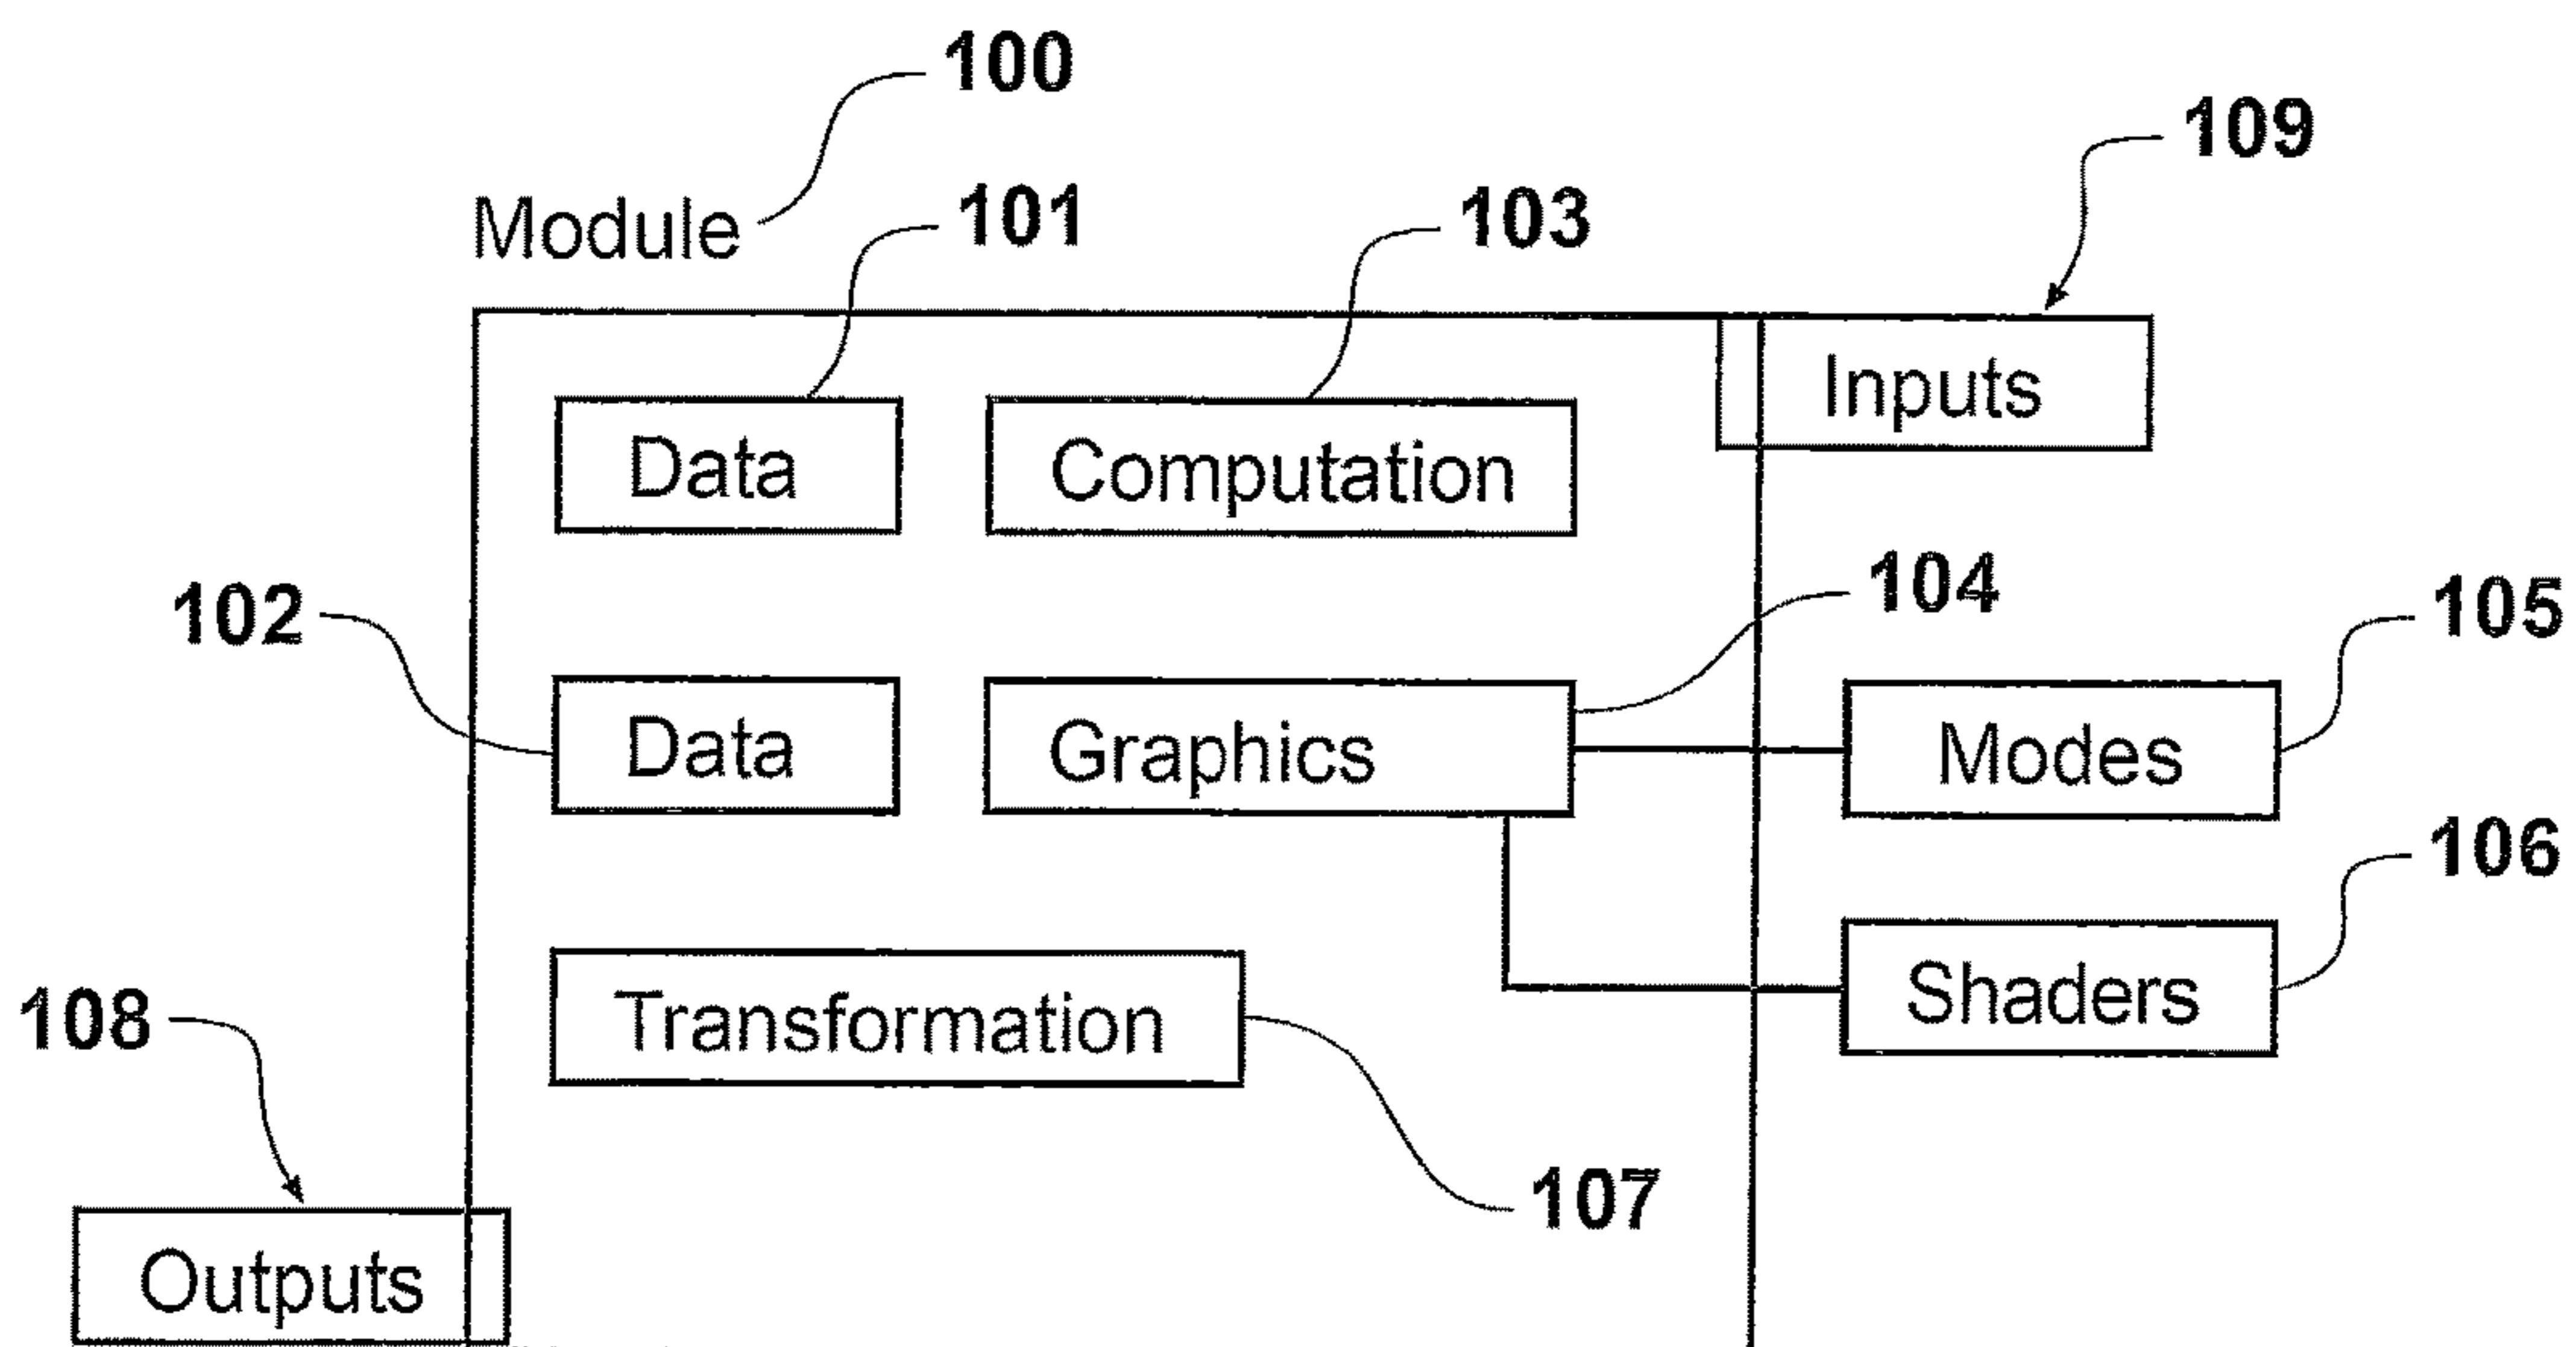 100
109
Module
101
103
Inputs
Data
Computation
102
104
105
Data
Graphics
Modes
106
Shaders
108
Transformation
107
Outputs